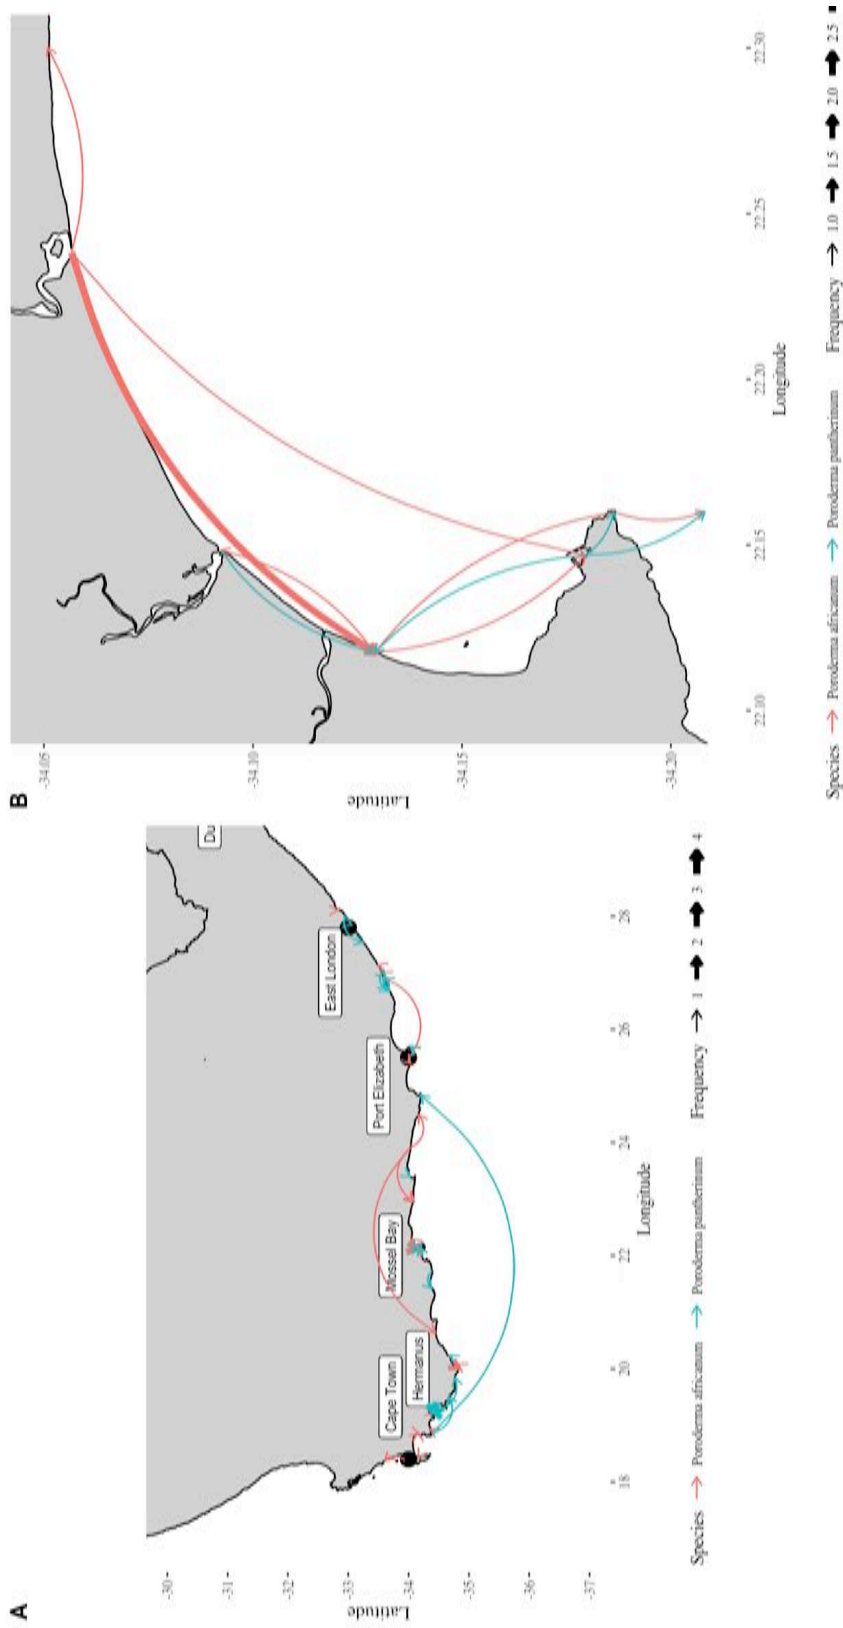 A
Latitude
-30
-31
-32
-33
-34
-35
-36
-37
Du
East London
Port Elizabeth
Mossel Bay
Hermanus
Cape Town
18 20 22 24 26 28
Longitude
Species Poroderma africanum Poroderma pantherinum Frequency 1 2 3 4
B
Latitude
-34.05
-34.10
-34.15
-34.20
22.10 22.15 22.20 22.25 22.30
Longitude
Species Poroderma africanum Poroderma pantherinum Frequency 1.0 1.5 2.0 2.5